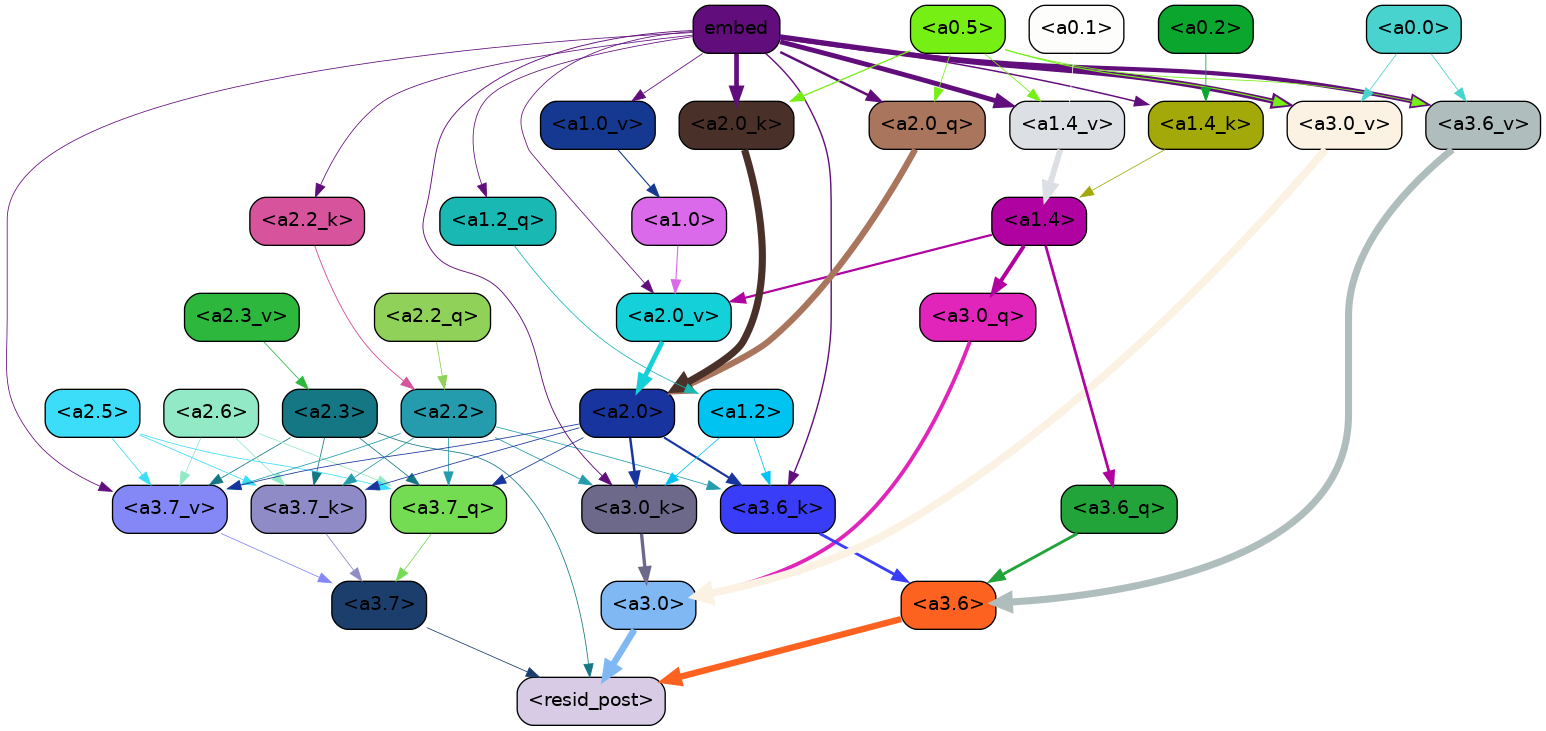 embed <a0.5> <a0.1> <a0.2> <a0.0>
<a1.0_v> <a2.0_k> <a2.0_q> <a1.4_v> <a1.4_k> <a3.0_v> <a3.6_v>
<a2.2_k> <a1.2_q> <a1.0> <a1.4>
<a2.3_v> <a2.2_q> <a2.0_v> <a3.0_q>
<a2.5> <a2.6> <a2.3> <a2.2> <a2.0> <a1.2>
<a3.7_v> <a3.7_k> <a3.7_q> <a3.0_k> <a3.6_k> <a3.6_q>
<a3.7> <a3.0> <a3.6>
<resid_post>